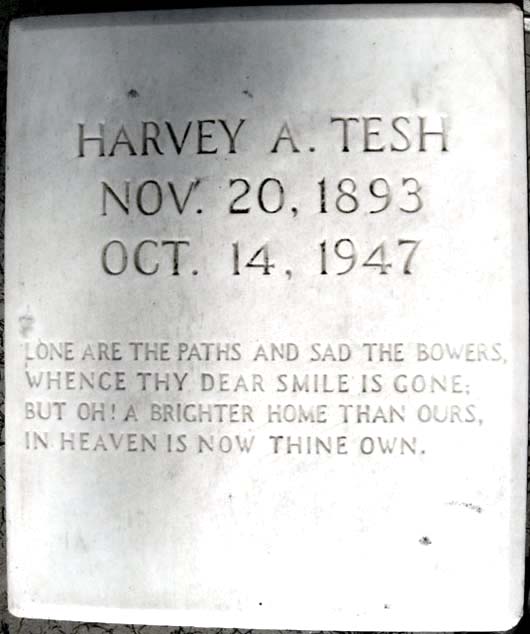 HARVEY A. TESH
NOV. 20, 1893
OCT. 14, 1947
LONE ARE THE PATHS AND SAD THE BOWERS,
WHENCE THY DEAR SMILE IS GONE;
BUT OH! A BRIGHTER HOME THAN OURS,
IN HEAVEN IS NOW THINE OWN.